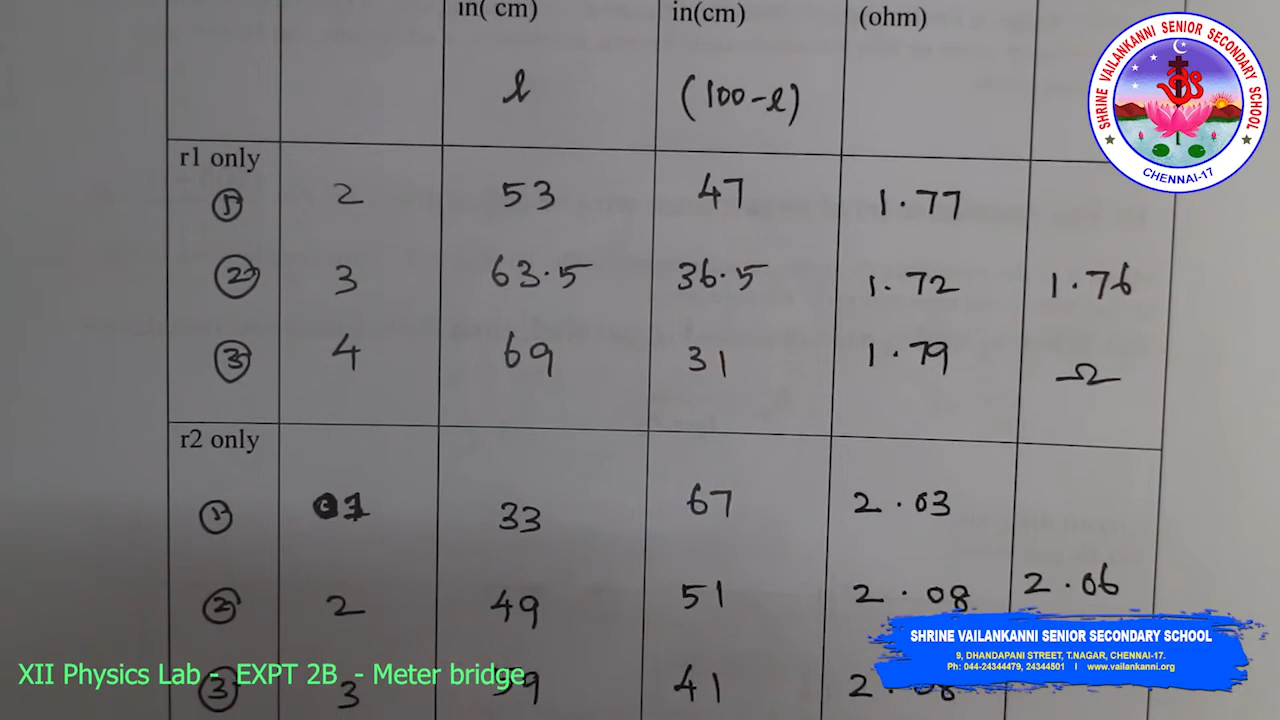 in( cm)
in(cm)
(ohm)
l
(100-l)
r1 only
1 2 53 47 1.77
2 3 63.5 36.5 1.72 1.76
3 4 69 31 1.79 Ω
r2 only
1 1 33 67 2.03
2 2 49 51 2.08 2.06
3 3 59 41 2.08
SHRINE VAILANKANNI SENIOR SECONDARY SCHOOL
CHENNAI-17
SHRINE VAILANKANNI SENIOR SECONDARY SCHOOL
9, DHANDAPANI STREET, T.NAGAR, CHENNAI-17.
Ph: 044-24344479, 24344501 I www.vailankanni.org
XII Physics Lab - EXPT 2B - Meter bridge